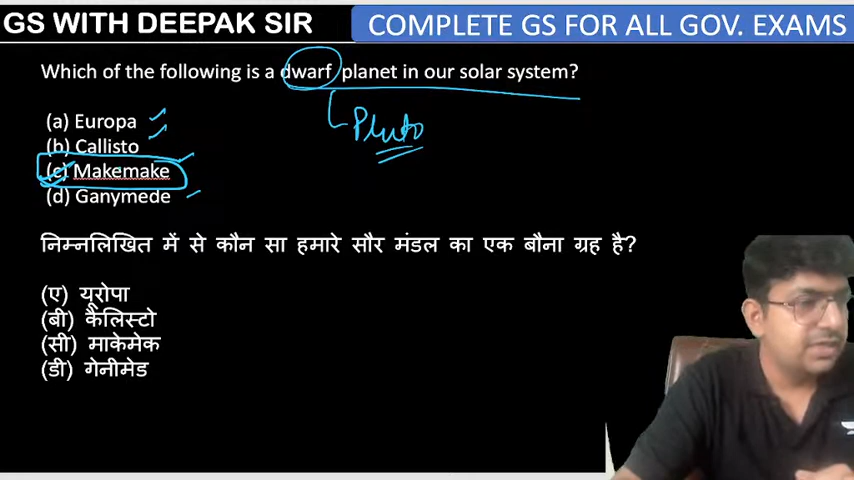 GS WITH DEEPAK SIR
COMPLETE GS FOR ALL GOV. EXAMS
Which of the following is a dwarf planet in our solar system?
Pluto
(a) Europa
(b) Callisto
(c) Makemake
(d) Ganymede
निम्नलिखित में से कौन सा हमारे सौर मंडल का एक बौना ग्रह है?
(ए) यूरोपा
(बी) कैलिस्टो
(सी) माकेमेक
(डी) गेनीमेड